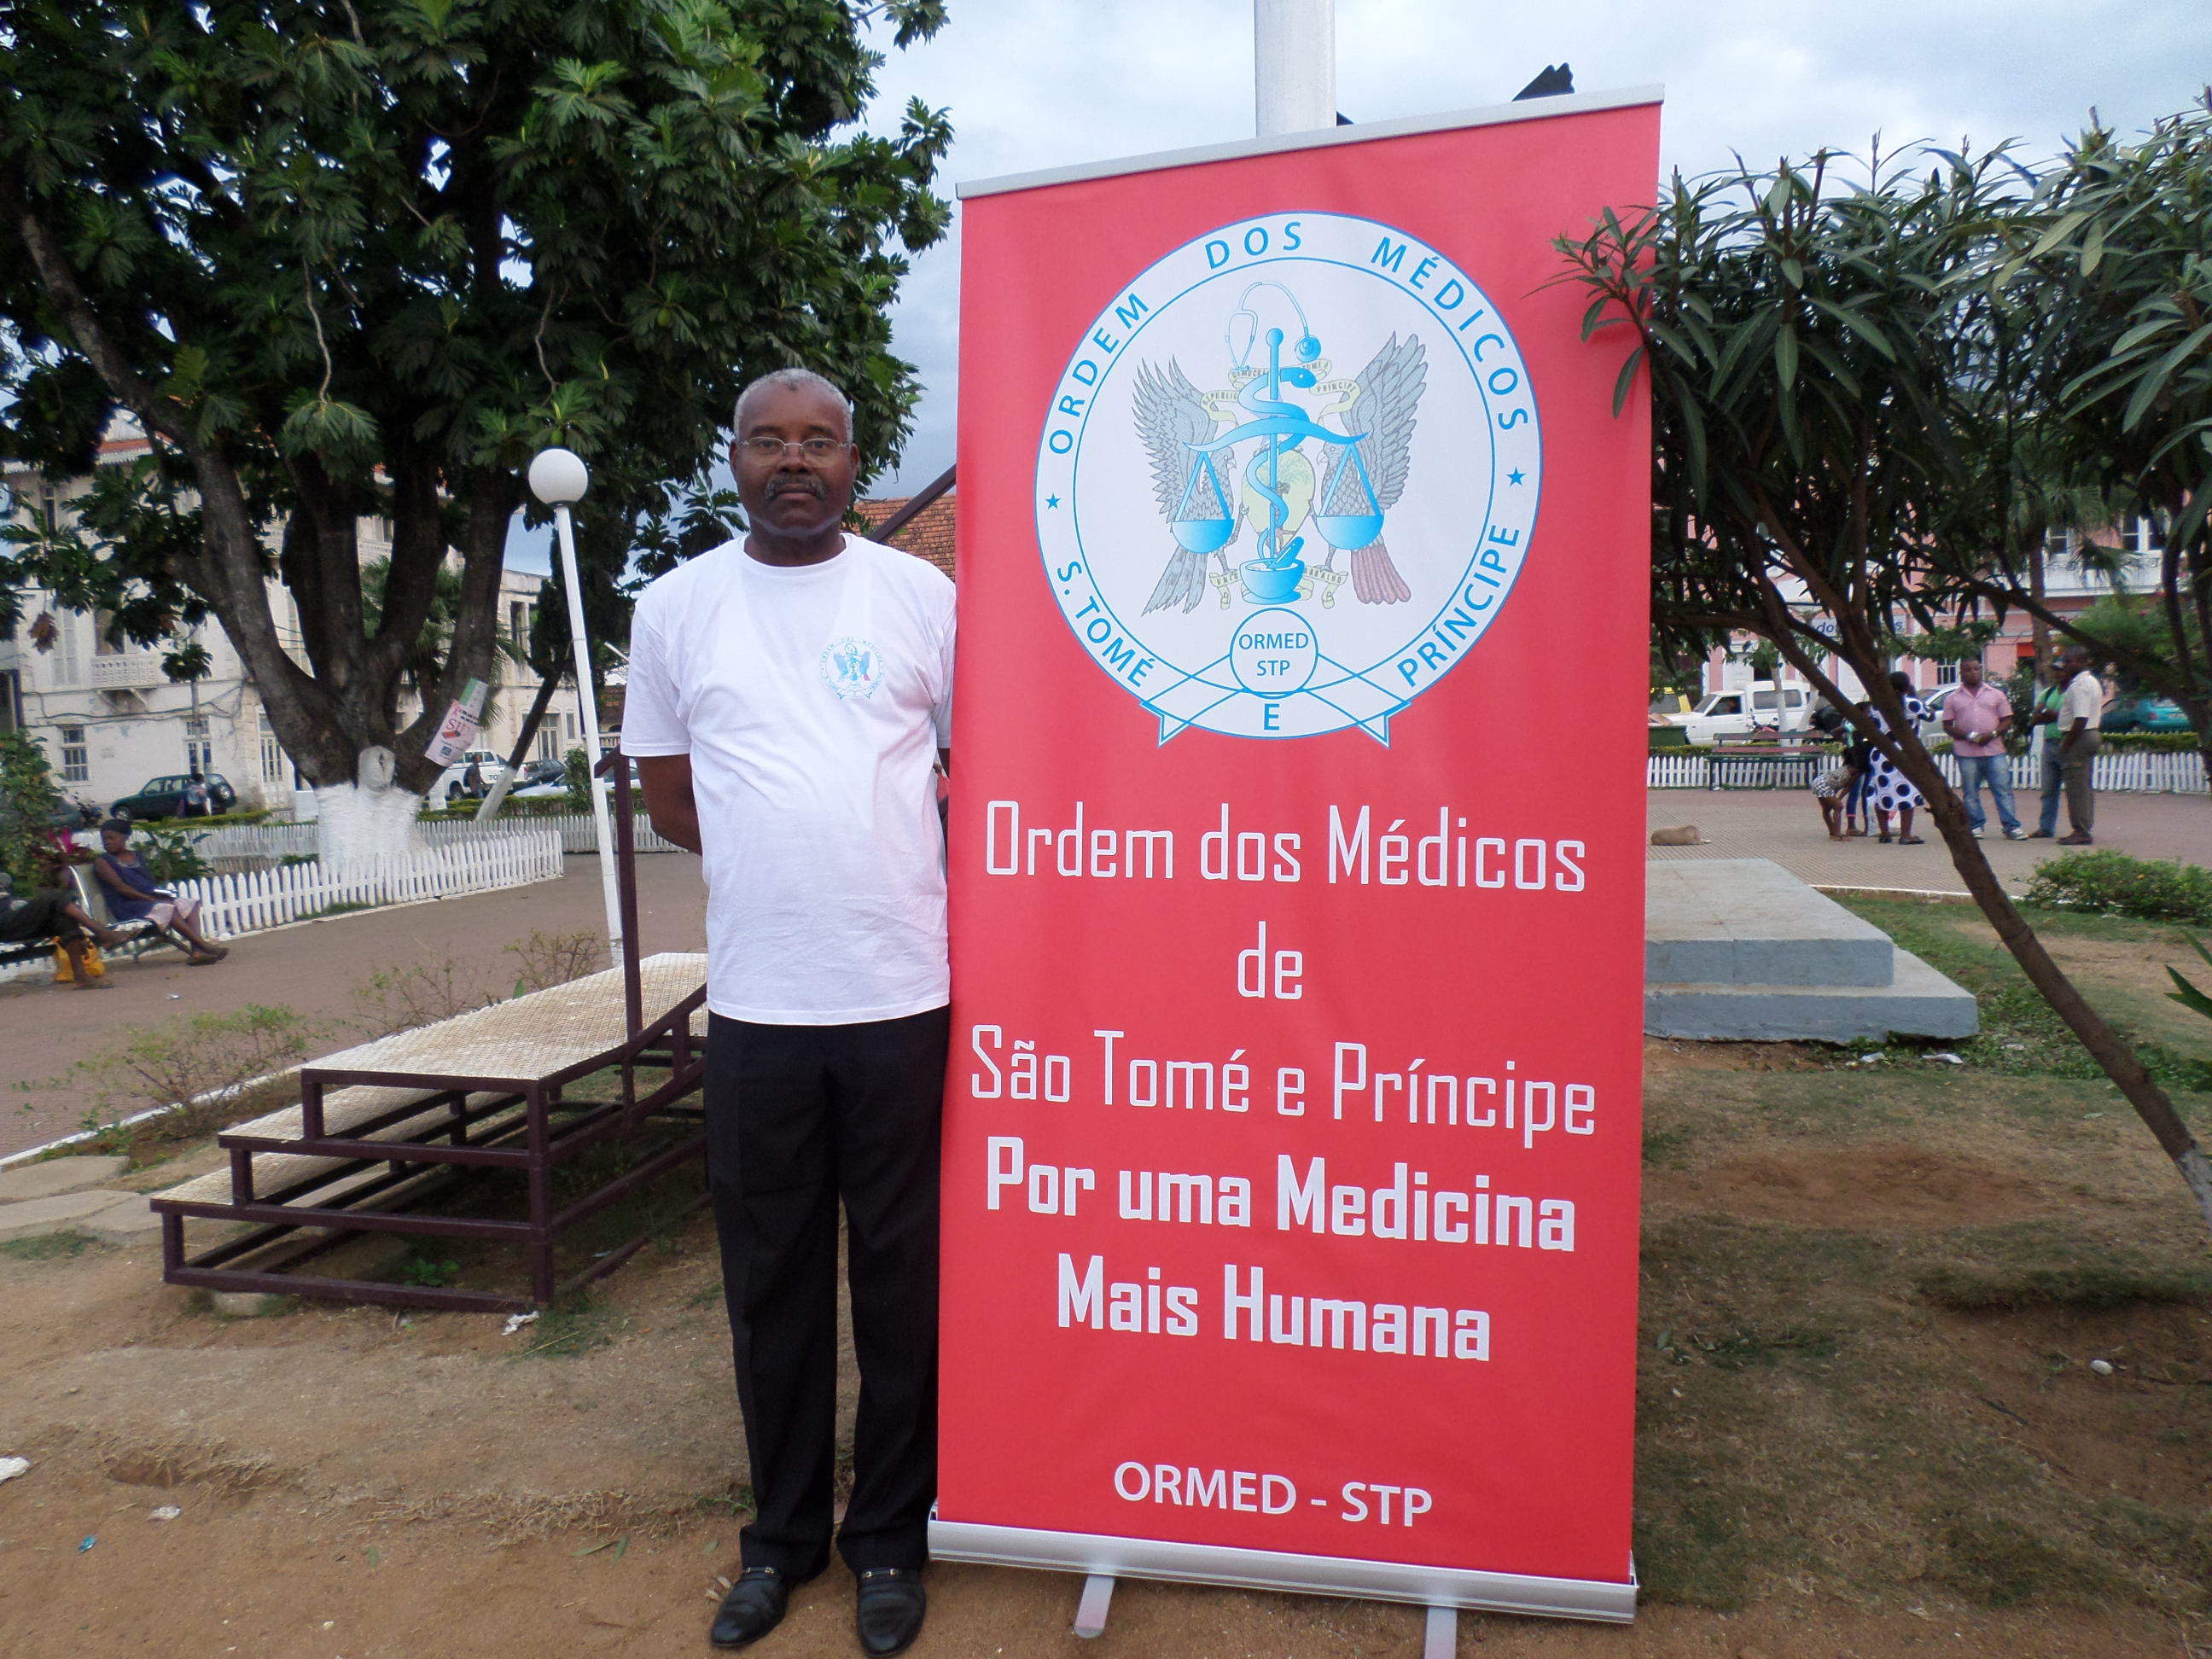 ORDEM DOS MÉDICOS
S. TOMÉ E PRÍNCIPE
ORMED
STP
Ordem dos Médicos
de
São Tomé e Príncipe
Por uma Medicina
Mais Humana
ORMED - STP